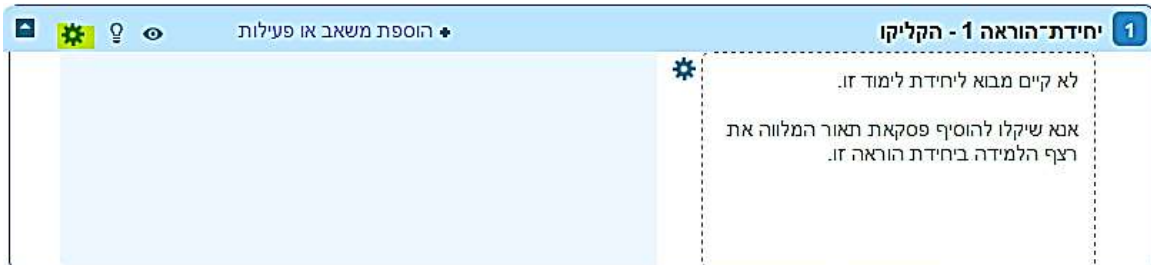 1 יחידת־הוראה 1 - הקליקו
♦ הוספת משאב או פעילות
לא קיים מבוא ליחידת לימוד זו.
אנא שיקלו להוסיף פסקאת תאור המלווה את
רצף הלמידה ביחידת הוראה זו.